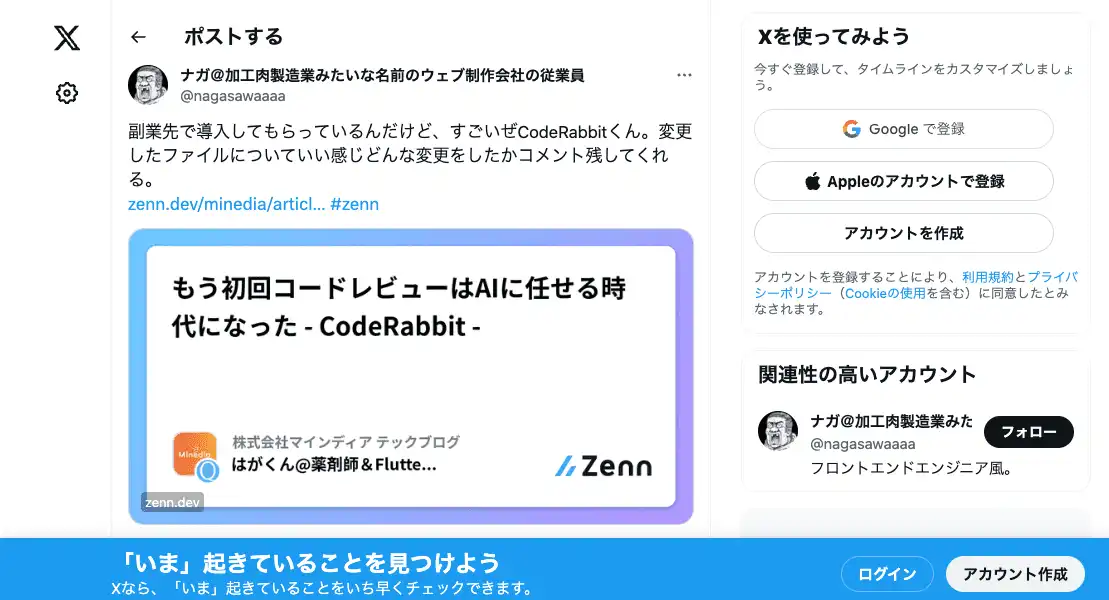 ポストする
ナガ@加工肉製造業みたいな名前のウェブ制作会社の従業員
@nagasawaaaa
副業先で導入してもらっているんだけど、すごいぜCodeRabbitくん。変更
したファイルについていい感じどんな変更をしたかコメント残してくれ
る。
zenn.dev/minedia/articl... #zenn
もう初回コードレビューはAIに任せる時
代になった - CodeRabbit -
Minedia
株式会社マインディア テックブログ
はがくん@薬剤師＆Flutte...
Zenn
zenn.dev
Xを使ってみよう
今すぐ登録して、タイムラインをカスタマイズしましょ
う。
Google で登録
Appleのアカウントで登録
アカウントを作成
アカウントを登録することにより、利用規約とプライバ
シーポリシー（Cookieの使用を含む）に同意したとみ
なされます。
関連性の高いアカウント
ナガ@加工肉製造業みた
@nagasawaaaa
フォロー
フロントエンドエンジニア風。
「いま」起きていることを見つけよう
Xなら、「いま」起きていることをいち早くチェックできます。
ログイン
アカウント作成